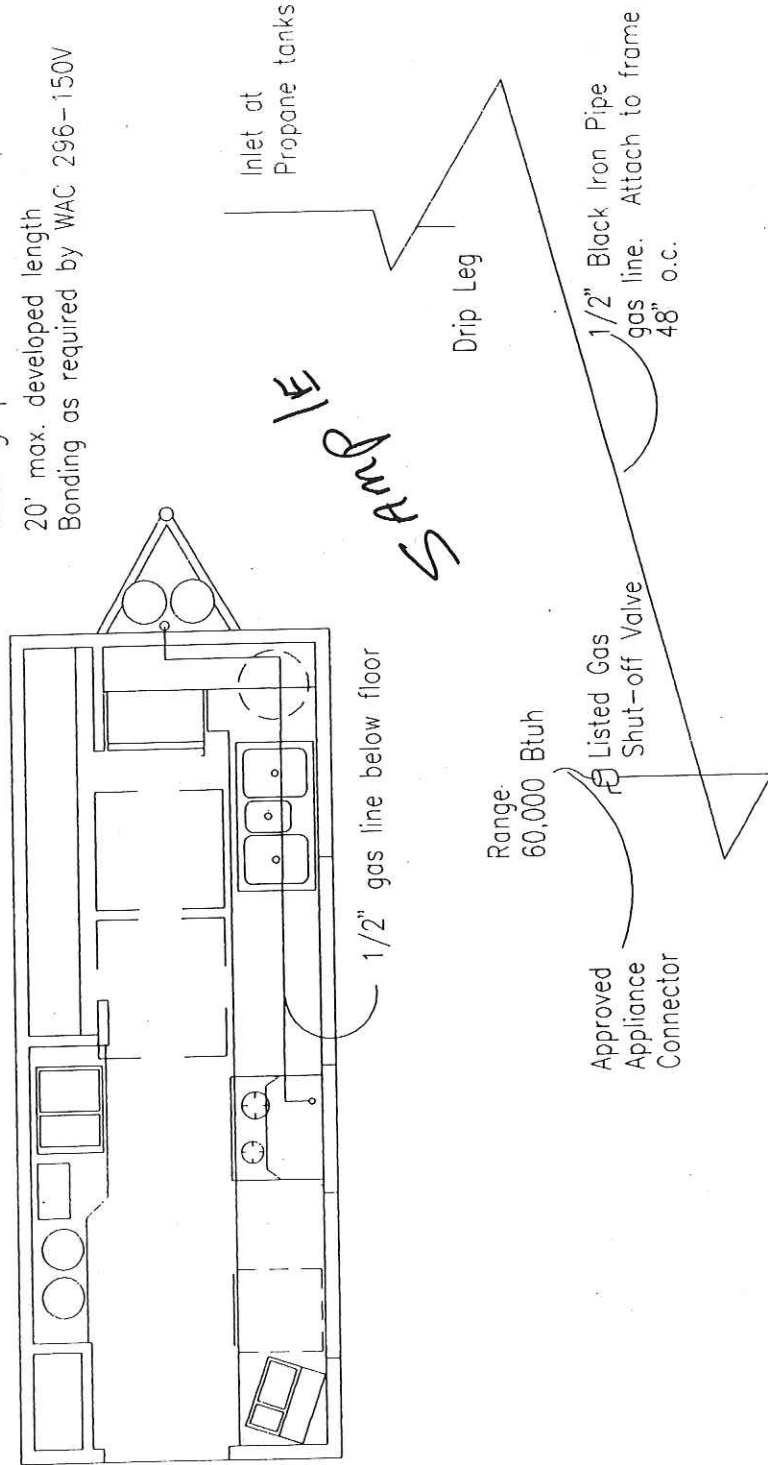 20' max. developed length
Bonding as required by WAC 296-150V
Inlet at
Propane tanks
SAMPLE
Drip Leg
1/2" gas line below floor
1/2" Black Iron Pipe
gas line. Attach to frame
48" o.c.
Range
60,000 Btuh
Listed Gas
Shut-off Valve
Approved
Appliance
Connector